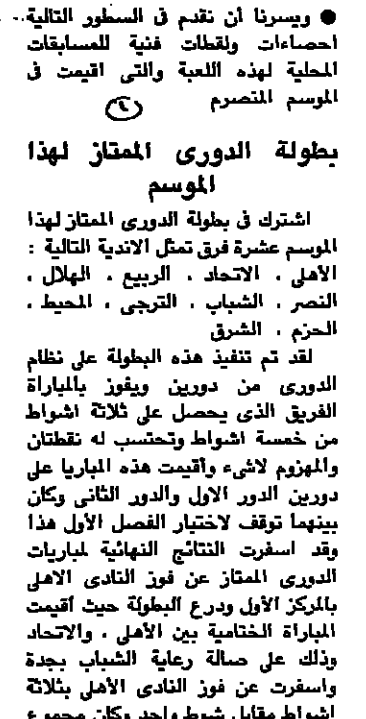 ● ويسرنا أن نقدم في السطور التالية..
احصاءات ولقطات فنية للمسابقات
المحلية لهذه اللعبة والتى اقيمت في
الموسم المنصرم
بطولة الدورى الممتاز لهذا
الموسم
اشترك في بطولة الدورى الممتاز لهذا
الموسم عشرة فرق تمثل الاندية التالية :
الأهلى ، الاتحاد ، الربيع ، الهلال ،
النصر ، الشباب ، الترجى ، المحيط ،
الحزم ، الشرق
لقد تم تنفيذ هذه البطولة على نظام
الدورى من دورين ويفوز بالمباراة
الفريق الذى يحصل على ثلاثة اشواط
من خمسة اشواط وتحتسب له نقطتان
والمهزوم لاشىء وأقيمت هذه المباريا على
دورين الدور الاول والدور الثانى وكان
بينهما توقف لاختيار الفصل الأول هذا
وقد اسفرت النتائج النهائية لمباريات
الدورى الممتاز عن فوز النادى الاهلى
بالمركز الأول ودرع البطولة حيث أقيمت
المباراة الختامية بين الأهلى ، والاتحاد
وذلك على صالة رعاية الشباب بجدة
واسفرت عن فوز النادى الأهلى بثلاثة
اشواط مقابل شوط واحد وكان مجموع